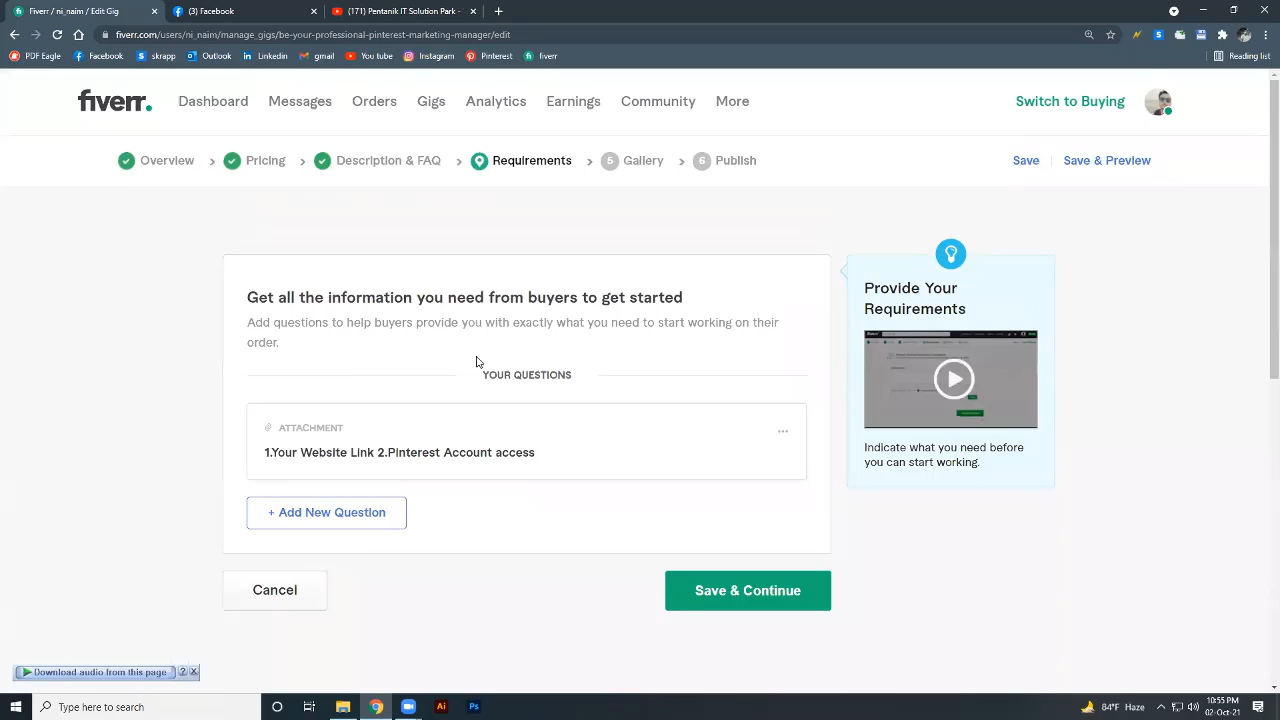 Fiverr / ni_nain / Edit Gig
(3) Facebook
(171) Pentanik IT Solution Park -
fiverr.com/users/ni_nain/manage_gigs/be-your-professional-pinterest-marketing-manager/edit
PDF Eagle
Facebook
skrapp
Outlook
Linkedin
gmail
You Tube
Instagram
Pinterest
fiverr
Reading list
fiverr.
Dashboard
Messages
Orders
Gigs
Analytics
Earnings
Community
More
Switch to Buying
Overview
Pricing
Description & FAQ
Requirements
5 Gallery
6 Publish
Save
Save & Preview
Get all the information you need from buyers to get started
Add questions to help buyers provide you with exactly what you need to start working on their
order.
YOUR QUESTIONS
ATTACHMENT
1.Your Website Link 2.Pinterest Account access
+ Add New Question
Cancel
Save & Continue
Provide Your
Requirements
Indicate what you need before
you can start working.
Download audio from this page
? X
Type here to search
Ai
Ps
84°F Haze
10:55 PM
02-Oct-21